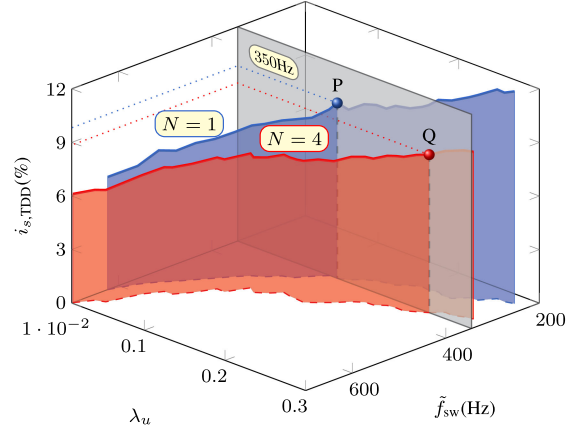 350Hz
P
Q
N = 1
N = 4
12
9
6
3
0
i_{s,TDD}(%)
1 · 10^{-2}
0.1
0.2
0.3
λ_u
200
400
600
f̃_{sw}(Hz)